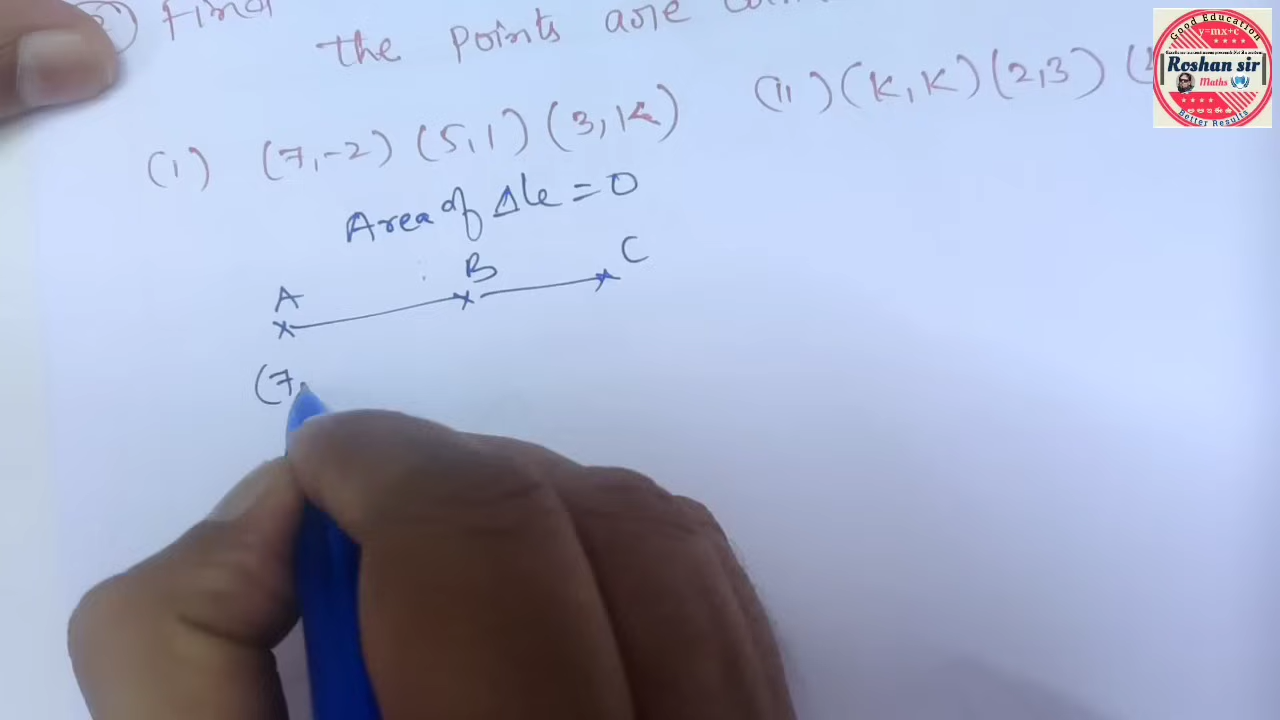 Find
the points are
(i) (7,-2) (5,1) (3,K)
(ii) (K,K) (2,3) (
Area of Δle = 0
A B C
(7,
Good Education
y=mx+c
Roshan sir
Maths
Better Results